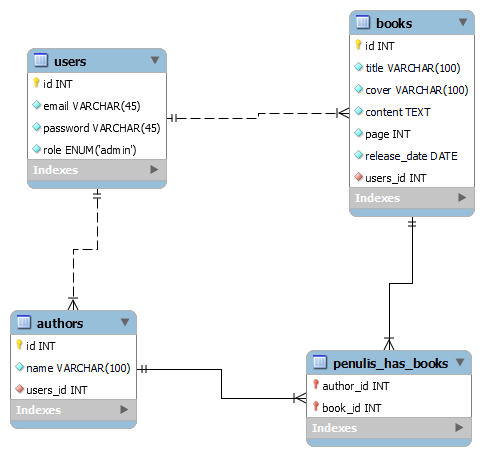 users
id INT
email VARCHAR(45)
password VARCHAR(45)
role ENUM('admin')
Indexes
books
id INT
title VARCHAR(100)
cover VARCHAR(100)
content TEXT
page INT
release_date DATE
users_id INT
Indexes
authors
id INT
name VARCHAR(100)
users_id INT
Indexes
penulis_has_books
author_id INT
book_id INT
Indexes